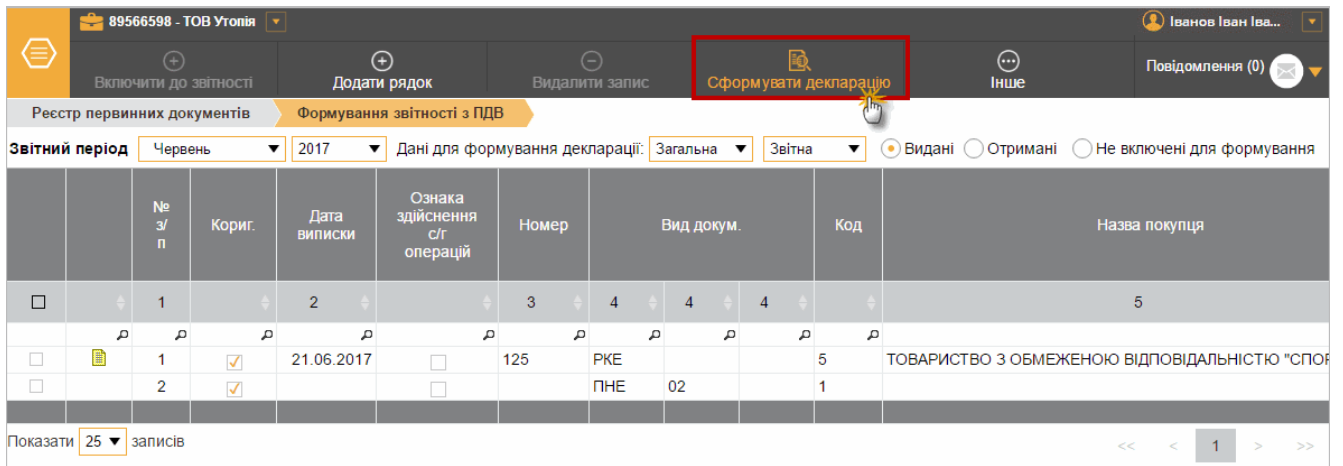 89566598 - ТОВ Утопія
Іванов Іван Іва...
Включити до звітності
Додати рядок
Видалити запис
Сформувати декларацію
Інше
Повідомлення (0)
Реєстр первинних документів
Формування звітності з ПДВ
Звітний період Червень 2017 Дані для формування декларації: Загальна Звітна Видані Отримані Не включені для формування
№ з/п Кориг. Дата виписки Ознака здійснення с/г операцій Номер Вид докум. Код Назва покупця
1 2 3 4 4 4 5
1 21.06.2017 125 РКЕ 5 ТОВАРИСТВО З ОБМЕЖЕНОЮ ВІДПОВІДАЛЬНІСТЮ "СПОР
2 ПНЕ 02 1
Показати 25 записів
<< < 1 > >>